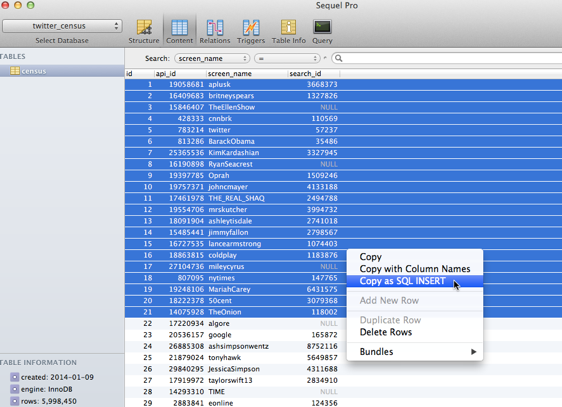 Sequel Pro
twitter_census
Select Database
Structure Content Relations Triggers Table Info Query
TABLES
census
Search: screen_name =
id api_id screen_name search_id
1 19058681 aplusk 3668373
2 16409683 britneyspears 1327826
3 15846407 TheEllenShow NULL
4 428333 cnnbrk 110569
5 783214 twitter 57237
6 813286 BarackObama 35486
7 25365536 KimKardashian 3327945
8 16190898 RyanSeacrest NULL
9 19397785 Oprah 1509246
10 19757371 johncmayer 4133188
11 17461978 THE_REAL_SHAQ 2494788
12 19554706 mrskutcher 3994732
13 18091904 ashleytisdale 2741018
14 15485441 jimmyfallon 2798567
15 16727535 lancearmstrong 1074403
16 18863815 coldplay 1183876
17 27104736 mileycyrus NULL
18 807095 nytimes 147765
19 19248106 MariahCarey 6431575
20 18222378 50cent 3079368
21 14075928 TheOnion 118002
22 17220934 algore NULL
23 20536157 google 165872
24 26885308 ashsimpsonwentz 8752116
25 21879024 tonyhawk 5649857
26 29840295 JessicaSimpson 4311688
27 17919972 taylorswift13 2834910
28 14293310 TIME NULL
29 2883841 eonline 124356
Copy
Copy with Column Names
Copy as SQL INSERT
Add New Row
Duplicate Row
Delete Rows
Bundles
TABLE INFORMATION
created: 2014-01-09
engine: InnoDB
rows: 5,998,450